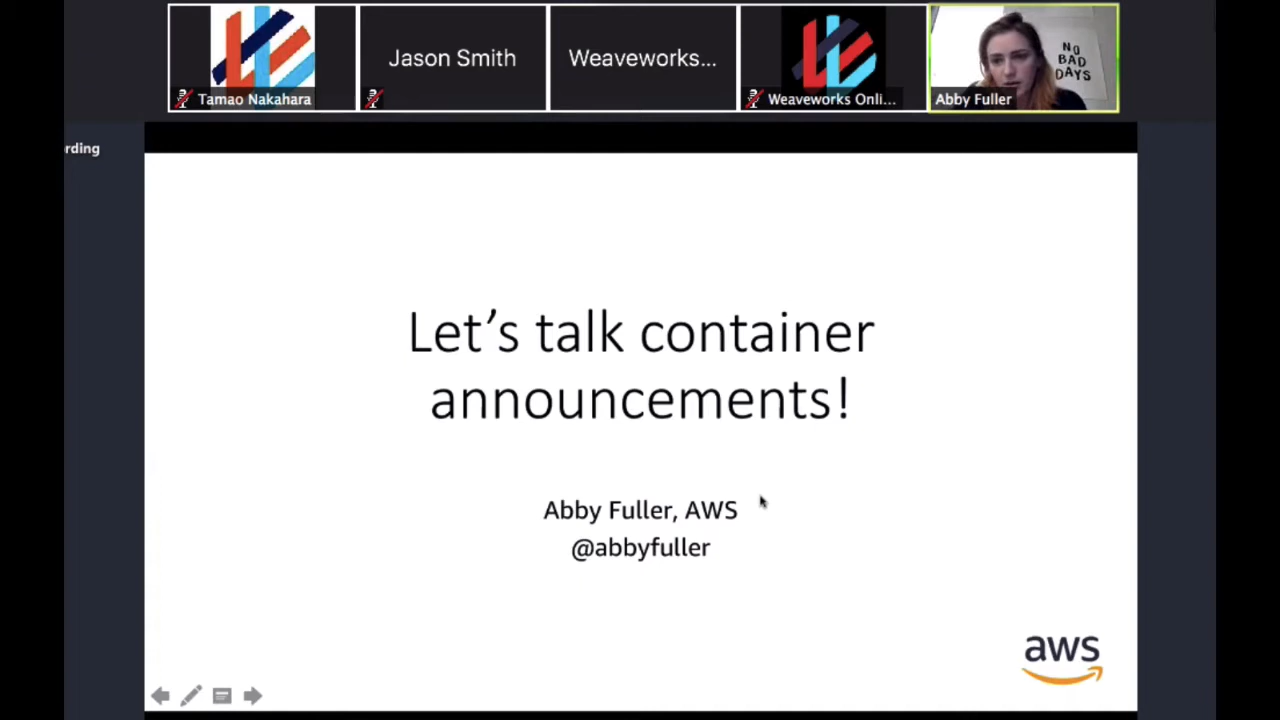 Jason Smith
Weaveworks...
NO
BAD
DAYS
Tamao Nakahara
Weaveworks Onli...
Abby Fuller
rding
Let's talk container
announcements!
Abby Fuller, AWS
@abbyfuller
aws